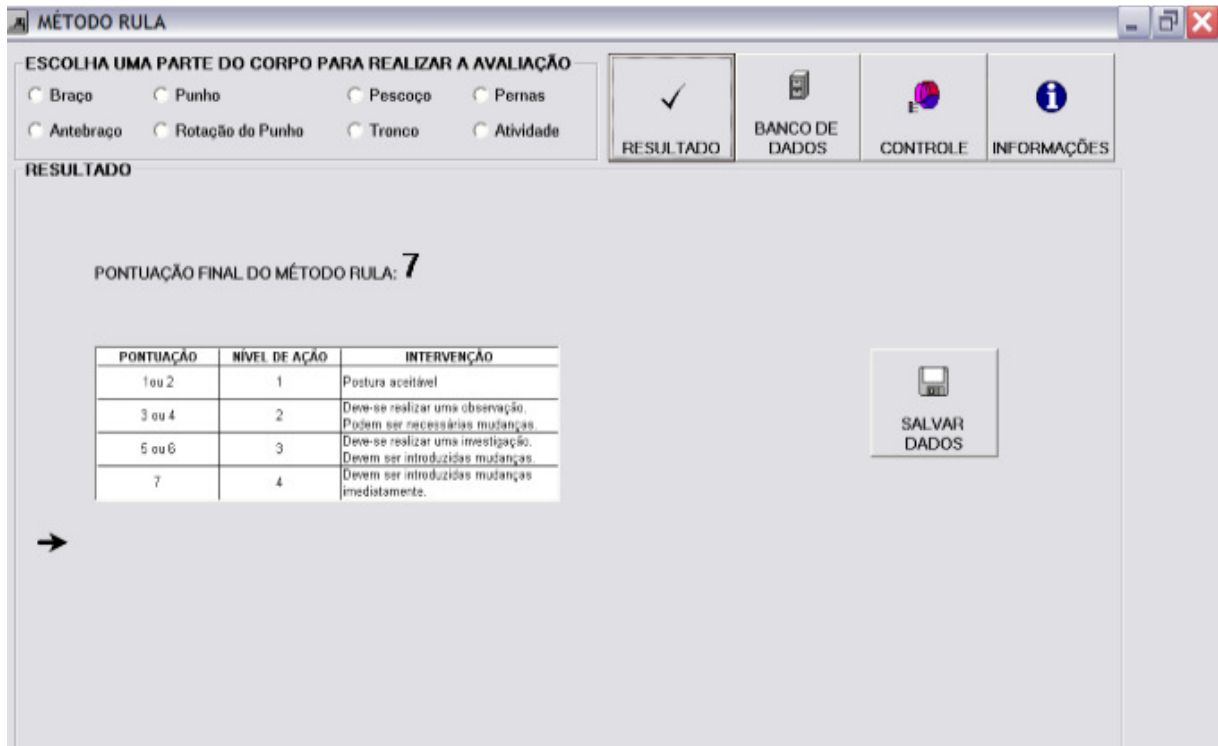 MÉTODO RULA
ESCOLHA UMA PARTE DO CORPO PARA REALIZAR A AVALIAÇÃO
Braço Punho Pescoço Pernas
Antebraço Rotação do Punho Tronco Atividade
RESULTADO
BANCO DE
DADOS
CONTROLE
INFORMAÇÕES
RESULTADO
PONTUAÇÃO FINAL DO MÉTODO RULA: 7
PONTUAÇÃO NÍVEL DE AÇÃO INTERVENÇÃO
1ou 2 1 Postura aceitável
3 ou 4 2 Deve-se realizar uma observação.
Podem ser necessárias mudanças.
5 ou 6 3 Deve-se realizar uma investigação.
Devem ser introduzidas mudanças.
7 4 Devem ser introduzidas mudanças
imediatamente.
SALVAR
DADOS